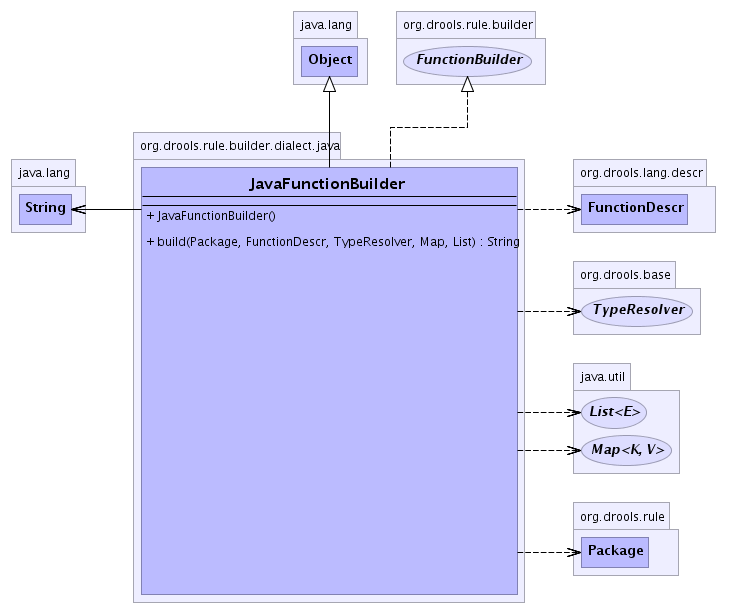 java.lang
Object
org.drools.rule.builder
FunctionBuilder
java.lang
String
org.drools.rule.builder.dialect.java
JavaFunctionBuilder
+ JavaFunctionBuilder()
+ build(Package, FunctionDescr, TypeResolver, Map, List) : String
org.drools.lang.descr
FunctionDescr
org.drools.base
TypeResolver
java.util
List<E>
Map<K, V>
org.drools.rule
Package